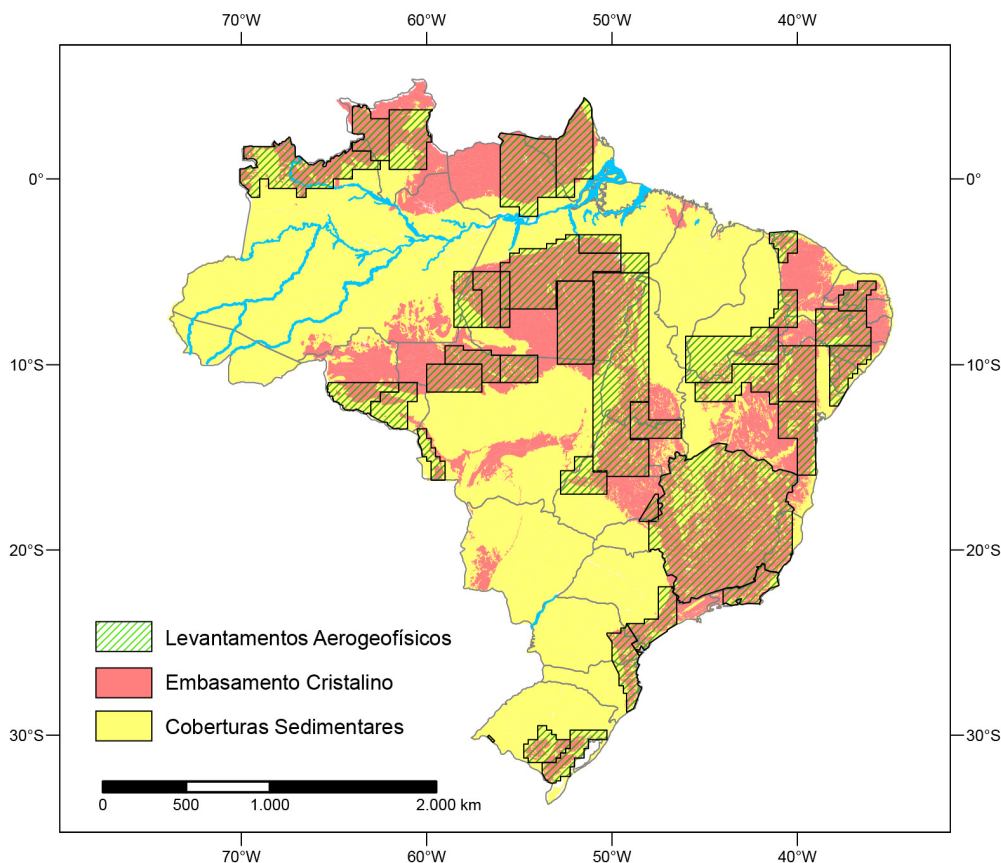 70°W 60°W 50°W 40°W
0° 0°
10°S 10°S
20°S 20°S
Levantamentos Aerogeofísicos
Embasamento Cristalino
Coberturas Sedimentares
30°S 30°S
0 500 1.000 2.000 km
70°W 60°W 50°W 40°W